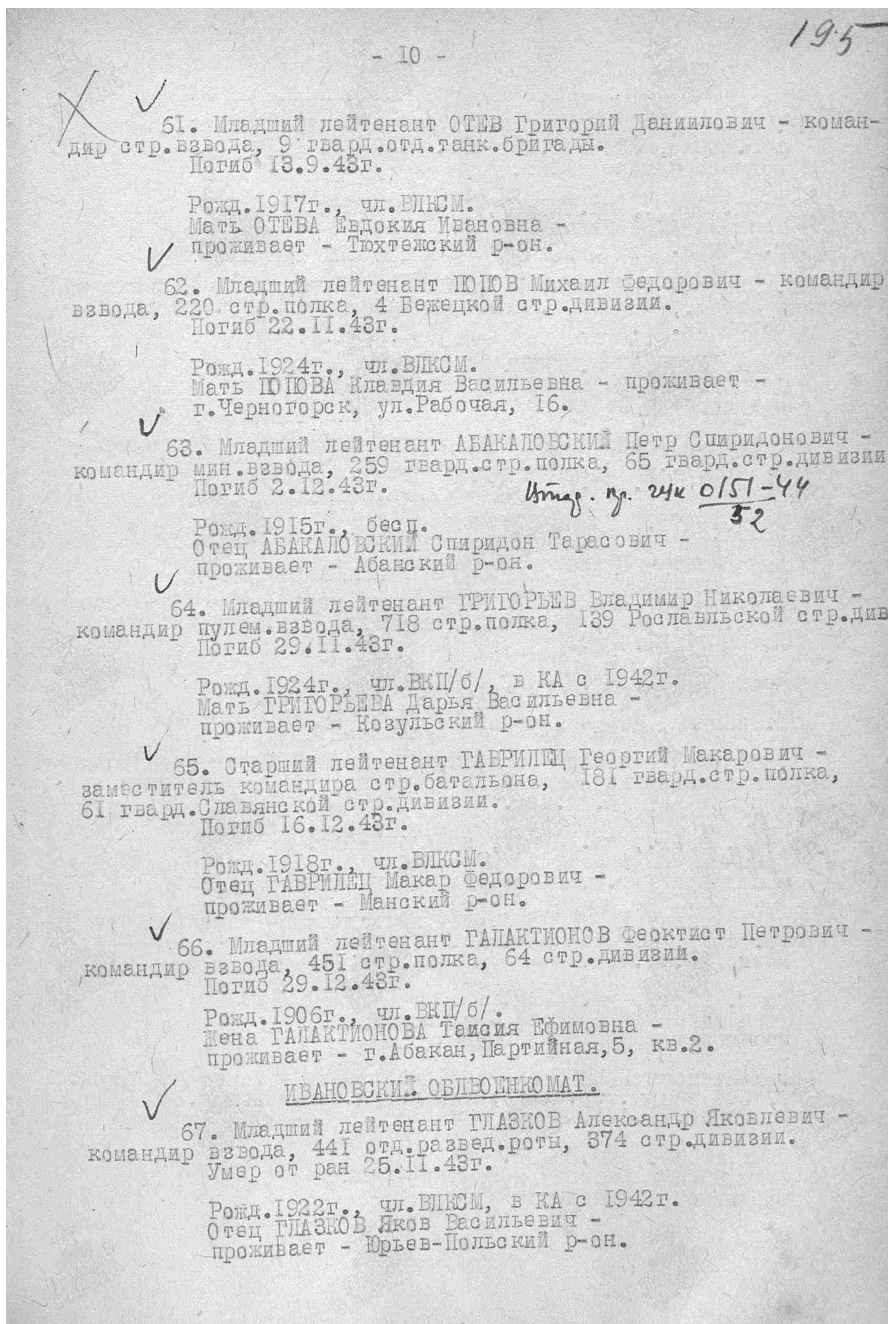 195
- 10 -
61. Младший лейтенант ОТЕВ Григорий Даниилович - коман-
дир стр.взвода, 9 гвард.отд.танк.бригады.
Погиб 13.9.43г.
Рожд.1917г., чл.ВЛКСМ.
Мать ОТЕВА Евдокия Ивановна -
проживает - Тюхтежский р-он.
62. Младший лейтенант ПОПОВ Михаил Федорович - командир
взвода, 220 стр.полка, 4 Бежецкой стр.дивизии.
Погиб 22.11.43г.
Рожд.1924г., чл.ВЛКСМ.
Мать ПОПОВА Клавдия Васильевна - проживает -
г.Черногорск, ул.Рабочая, 16.
63. Младший лейтенант АБАКАЛОВСКИЙ Петр Спиридонович -
командир мин.взвода, 259 гвард.стр.полка, 65 гвард.стр.дивизии
Погиб 2.12.43г.
пр. гук 0151-44
52
Рожд.1915г., бесп.
Отец АБАКАЛОВСКИЙ Спиридон Тарасович -
проживает - Абанский р-он.
64. Младший лейтенант ГРИГОРЬЕВ Владимир Николаевич -
командир пулем.взвода, 718 стр.полка, 139 Рославльской стр.див
Погиб 29.11.43г.
Рожд.1924г., чл.ВКП/б/, в КА с 1942г.
Мать ГРИГОРЬЕВА Дарья Васильевна -
проживает - Козульский р-он.
65. Старший лейтенант ГАВРИЛЕЦ Георгий Макарович -
заместитель командира стр.батальона, 181 гвард.стр.полка,
61 гвард.Славянской стр.дивизии.
Погиб 16.12.43г.
Рожд.1918г., чл.ВЛКСМ.
Отец ГАВРИЛЕЦ Макар Федорович -
проживает - Манский р-он.
66. Младший лейтенант ГАЛАКТИОНОВ Феоктист Петрович -
командир взвода, 451 стр.полка, 64 стр.дивизии.
Погиб 29.12.43г.
Рожд.1906г., чл.ВКП/б/.
Жена ГАЛАКТИОНОВА Таисия Ефимовна -
проживает - г.Абакан,Партийная,5, кв.2.
ИВАНОВСКИЙ ОБЛВОЕНКОМАТ.
67. Младший лейтенант ГЛАЗКОВ Александр Яковлевич -
командир взвода, 441 отд.развед.роты, 374 стр.дивизии.
Умер от ран 25.11.43г.
Рожд.1922г., чл.ВЛКСМ, в КА с 1942г.
Отец ГЛАЗКОВ Яков Васильевич -
проживает - Юрьев-Польский р-он.